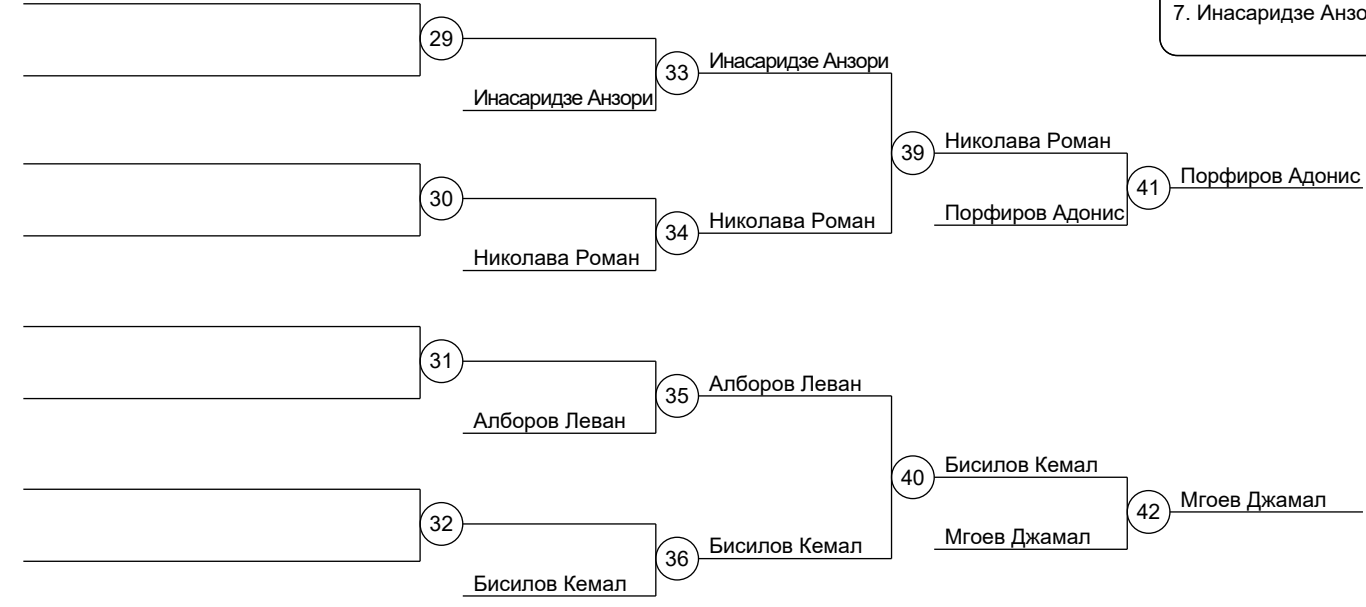 7. Инасаридзе Анзо
29
33
Инасаридзе Анзори
Инасаридзе Анзори
39
Николава Роман
41
Порфиров Адонис
Порфиров Адонис
30
34
Николава Роман
Николава Роман
31
35
Алборов Леван
Алборов Леван
40
Бисилов Кемал
42
Мгоев Джамал
Мгоев Джамал
32
36
Бисилов Кемал
Бисилов Кемал